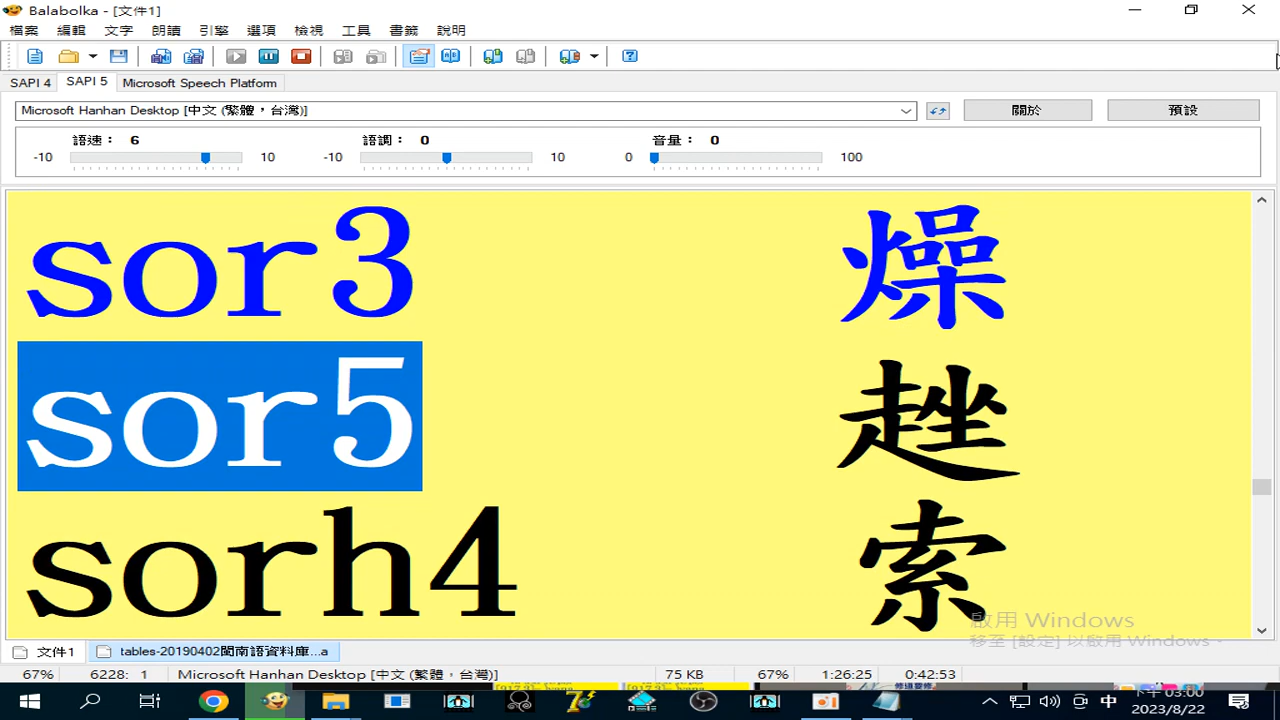 Balabolka - [文件1]
檔案 編輯 文字 朗讀 引擎 選項 檢視 工具 書籤 說明
SAPI 4 SAPI 5 Microsoft Speech Platform
Microsoft Hanhan Desktop [中文 (繁體，台灣)] 關於 預設
語速： 6 語調： 0 音量： 0
-10 10 -10 10 0 100
sor3 燥
sor5 趖
sorh4 索
啟用 Windows
移至 [設定] 以啟用 Windows。
文件1 tables-20190402閩南語資料庫...a
67% 6228: 1 Microsoft Hanhan Desktop [中文 (繁體，台灣)] 75 KB 67% 1:26:25 0:42:53
中 下午 03:00
2023/8/22